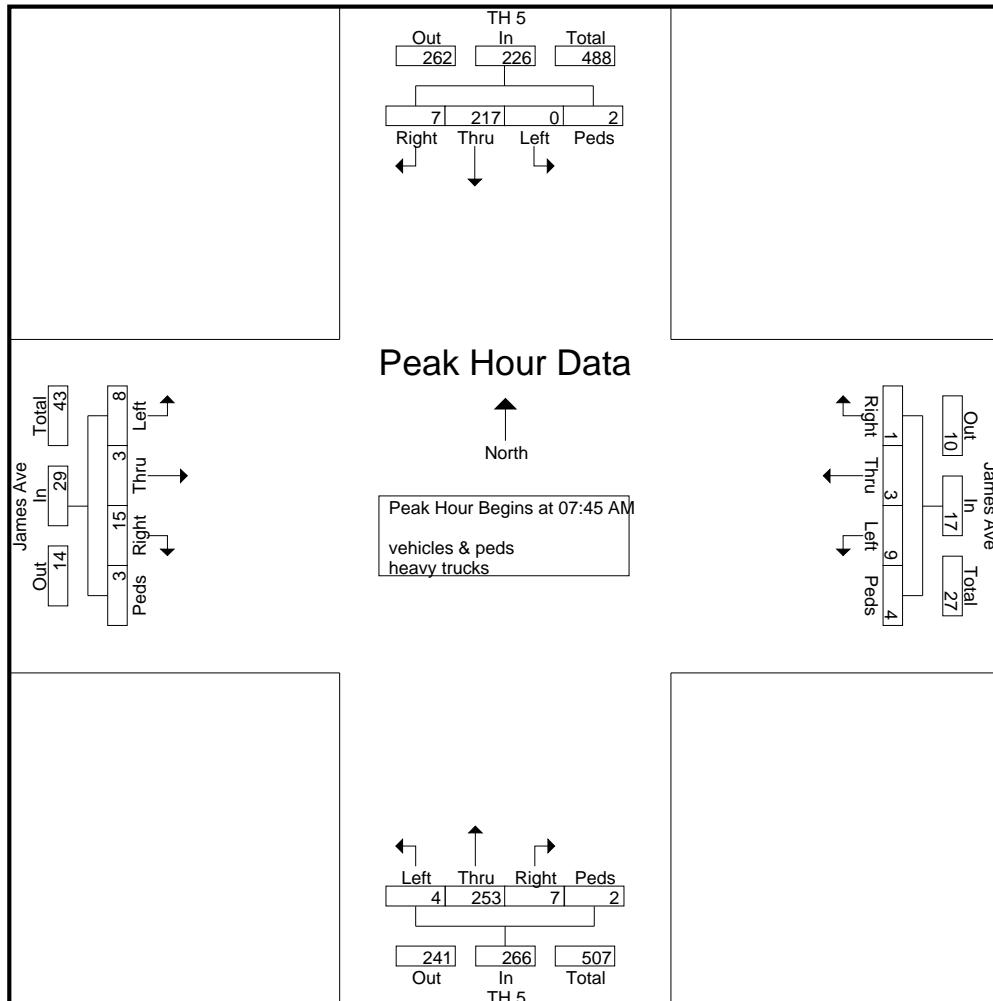 TH 5
Out In Total
262 226 488
7 217 0 2
Right Thru Left Peds
Peak Hour Data
North
Peak Hour Begins at 07:45 AM
vehicles & peds
heavy trucks
James Ave
Out In Total
14 29 43
8 3 15 3
Left Thru Right Peds
James Ave
Out In Total
10 17 27
1 3 9 4
Right Thru Left Peds
Left Thru Right Peds
4 253 7 2
241 266 507
Out In Total
TH 5